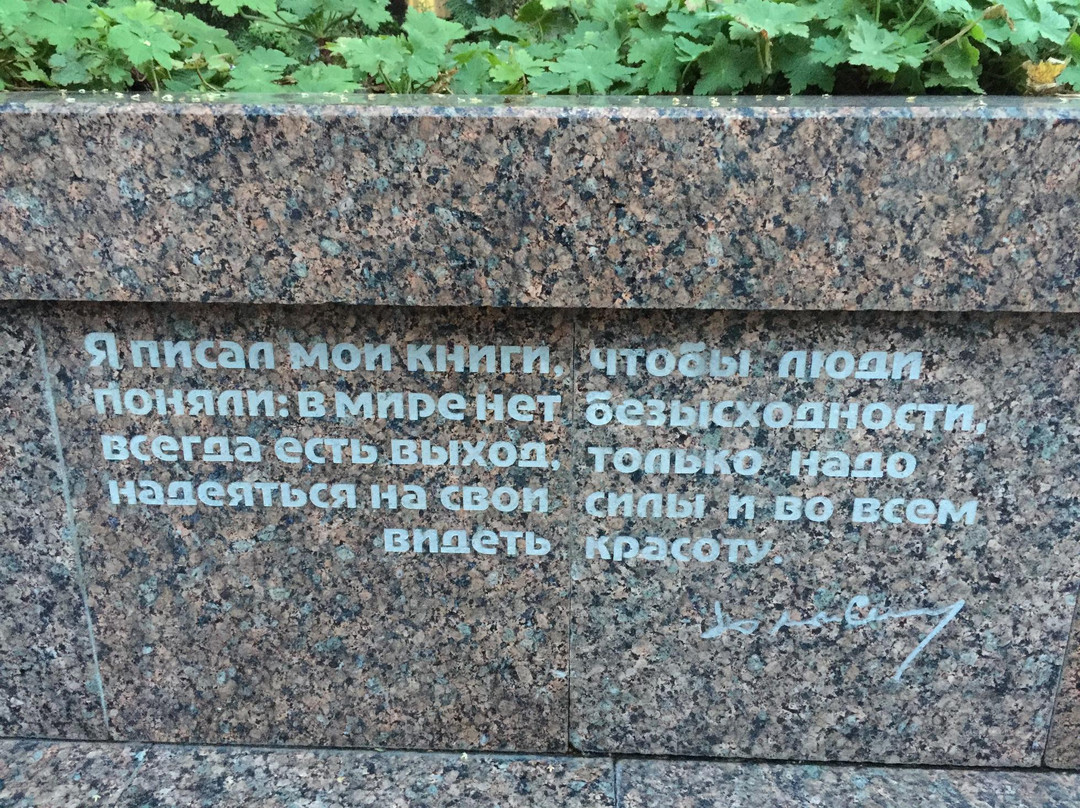 Я писал мои книги, чтобы люди
поняли: в мире нет безысходности,
всегда есть выход, только надо
надеяться на свои силы и во всем
видеть красоту.